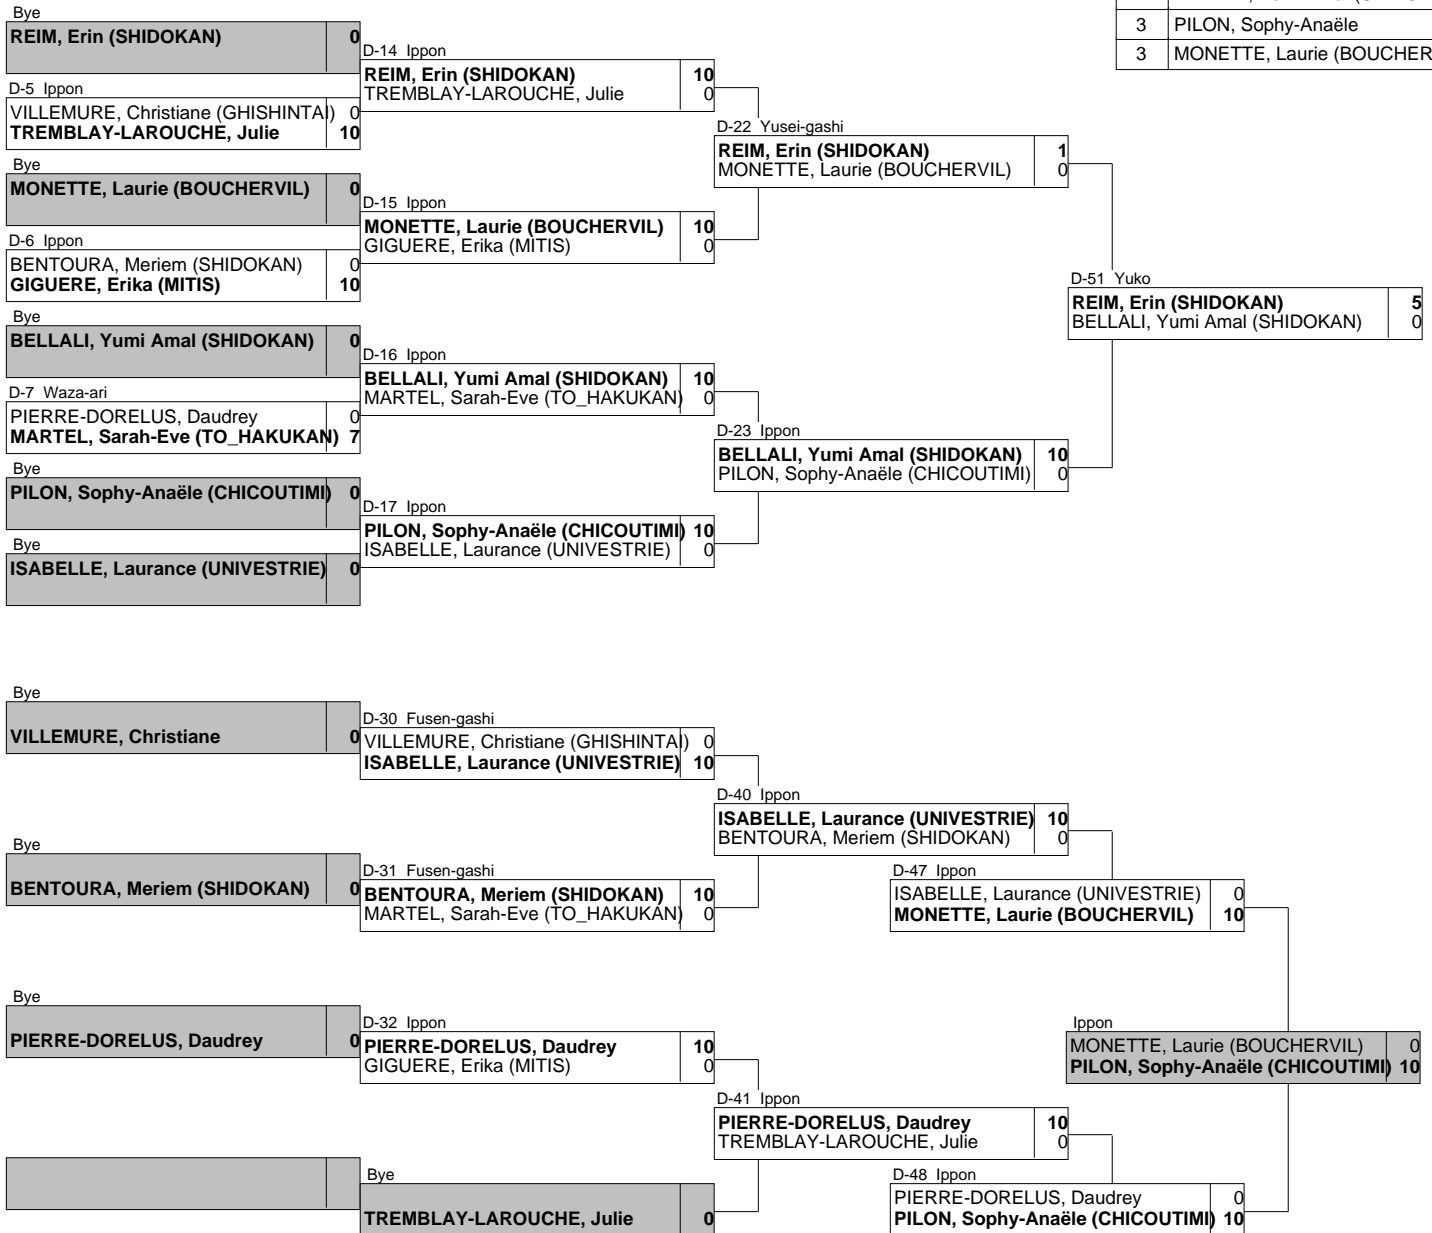 Bye
REIM, Erin (SHIDOKAN) 0
3 PILON, Sophy-Anaële
3 MONETTE, Laurie (BOUCHER
D-14 Ippon
REIM, Erin (SHIDOKAN) 10
TREMBLAY-LAROUCHE, Julie 0
D-5 Ippon
VILLEMURE, Christiane (GHISHINTAI) 0
TREMBLAY-LAROUCHE, Julie 10
D-22 Yusei-gashi
REIM, Erin (SHIDOKAN) 1
MONETTE, Laurie (BOUCHERVIL) 0
Bye
MONETTE, Laurie (BOUCHERVIL) 0
D-15 Ippon
MONETTE, Laurie (BOUCHERVIL) 10
GIGUERE, Erika (MITIS) 0
D-6 Ippon
BENTOURA, Meriem (SHIDOKAN) 0
GIGUERE, Erika (MITIS) 10
D-51 Yuko
REIM, Erin (SHIDOKAN) 5
BELLALI, Yumi Amal (SHIDOKAN) 0
Bye
BELLALI, Yumi Amal (SHIDOKAN) 0
D-16 Ippon
BELLALI, Yumi Amal (SHIDOKAN) 10
MARTEL, Sarah-Eve (TO_HAKUKAN) 0
D-7 Waza-ari
PIERRE-DORELUS, Daudrey 0
MARTEL, Sarah-Eve (TO_HAKUKAN) 7
D-23 Ippon
BELLALI, Yumi Amal (SHIDOKAN) 10
PILON, Sophy-Anaële (CHICOUTIMI) 0
Bye
PILON, Sophy-Anaële (CHICOUTIMI) 0
D-17 Ippon
PILON, Sophy-Anaële (CHICOUTIMI) 10
ISABELLE, Laurance (UNIVESTRIE) 0
Bye
ISABELLE, Laurance (UNIVESTRIE) 0
Bye
VILLEMURE, Christiane 0
D-30 Fusen-gashi
VILLEMURE, Christiane (GHISHINTAI) 0
ISABELLE, Laurance (UNIVESTRIE) 10
D-40 Ippon
ISABELLE, Laurance (UNIVESTRIE) 10
BENTOURA, Meriem (SHIDOKAN) 0
Bye
BENTOURA, Meriem (SHIDOKAN) 0
D-31 Fusen-gashi
BENTOURA, Meriem (SHIDOKAN) 10
MARTEL, Sarah-Eve (TO_HAKUKAN) 0
D-47 Ippon
ISABELLE, Laurance (UNIVESTRIE) 0
MONETTE, Laurie (BOUCHERVIL) 10
Bye
PIERRE-DORELUS, Daudrey 0
D-32 Ippon
PIERRE-DORELUS, Daudrey 10
GIGUERE, Erika (MITIS) 0
Ippon
MONETTE, Laurie (BOUCHERVIL) 0
PILON, Sophy-Anaële (CHICOUTIMI) 10
D-41 Ippon
PIERRE-DORELUS, Daudrey 10
TREMBLAY-LAROUCHE, Julie 0
Bye
TREMBLAY-LAROUCHE, Julie 0
D-48 Ippon
PIERRE-DORELUS, Daudrey 0
PILON, Sophy-Anaële (CHICOUTIMI) 10